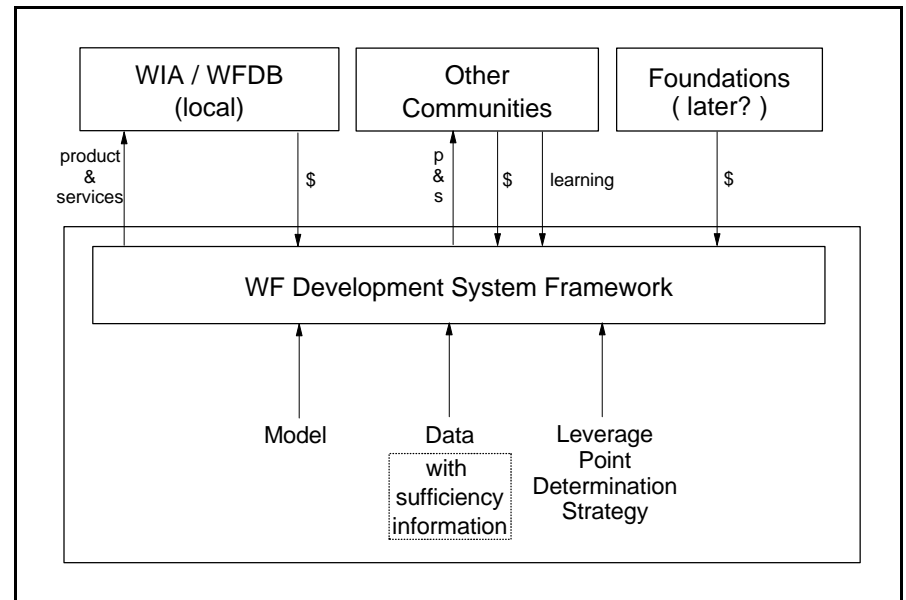 WIA / WFDB
(local)
Other
Communities
Foundations
( later? )
product
&
services
$
p
&
s
$
learning
$
WF Development System Framework
Model
Data
with
sufficiency
information
Leverage
Point
Determination
Strategy